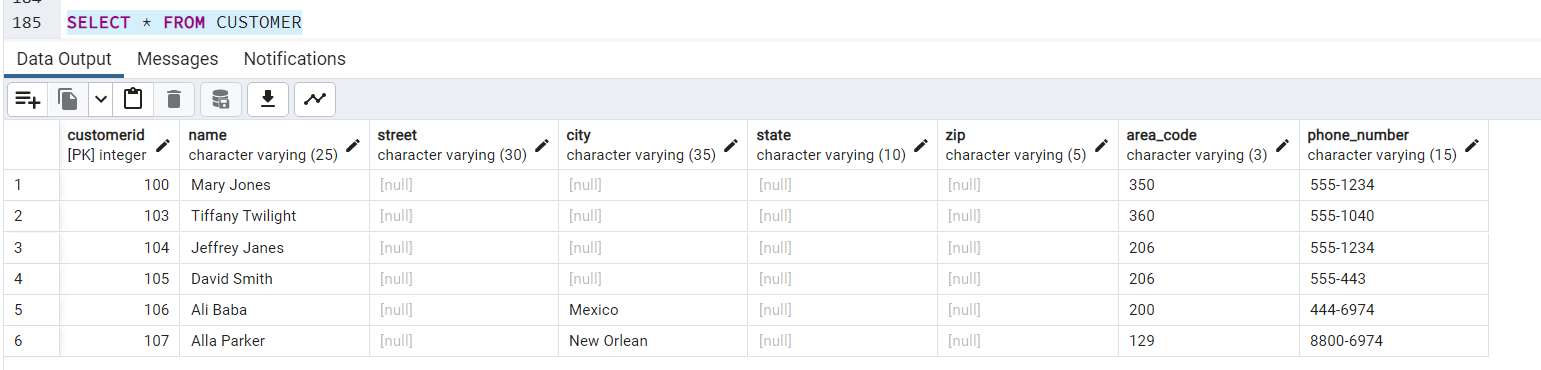 184
185 SELECT * FROM CUSTOMER
Data Output Messages Notifications
customerid name street city state zip area_code phone_number
[PK] integer character varying (25) character varying (30) character varying (35) character varying (10) character varying (5) character varying (3) character varying (15)
1 100 Mary Jones [null] [null] [null] [null] 350 555-1234
2 103 Tiffany Twilight [null] [null] [null] [null] 360 555-1040
3 104 Jeffrey Janes [null] [null] [null] [null] 206 555-1234
4 105 David Smith [null] [null] [null] [null] 206 555-443
5 106 Ali Baba [null] Mexico [null] [null] 200 444-6974
6 107 Alla Parker [null] New Orlean [null] [null] 129 8800-6974